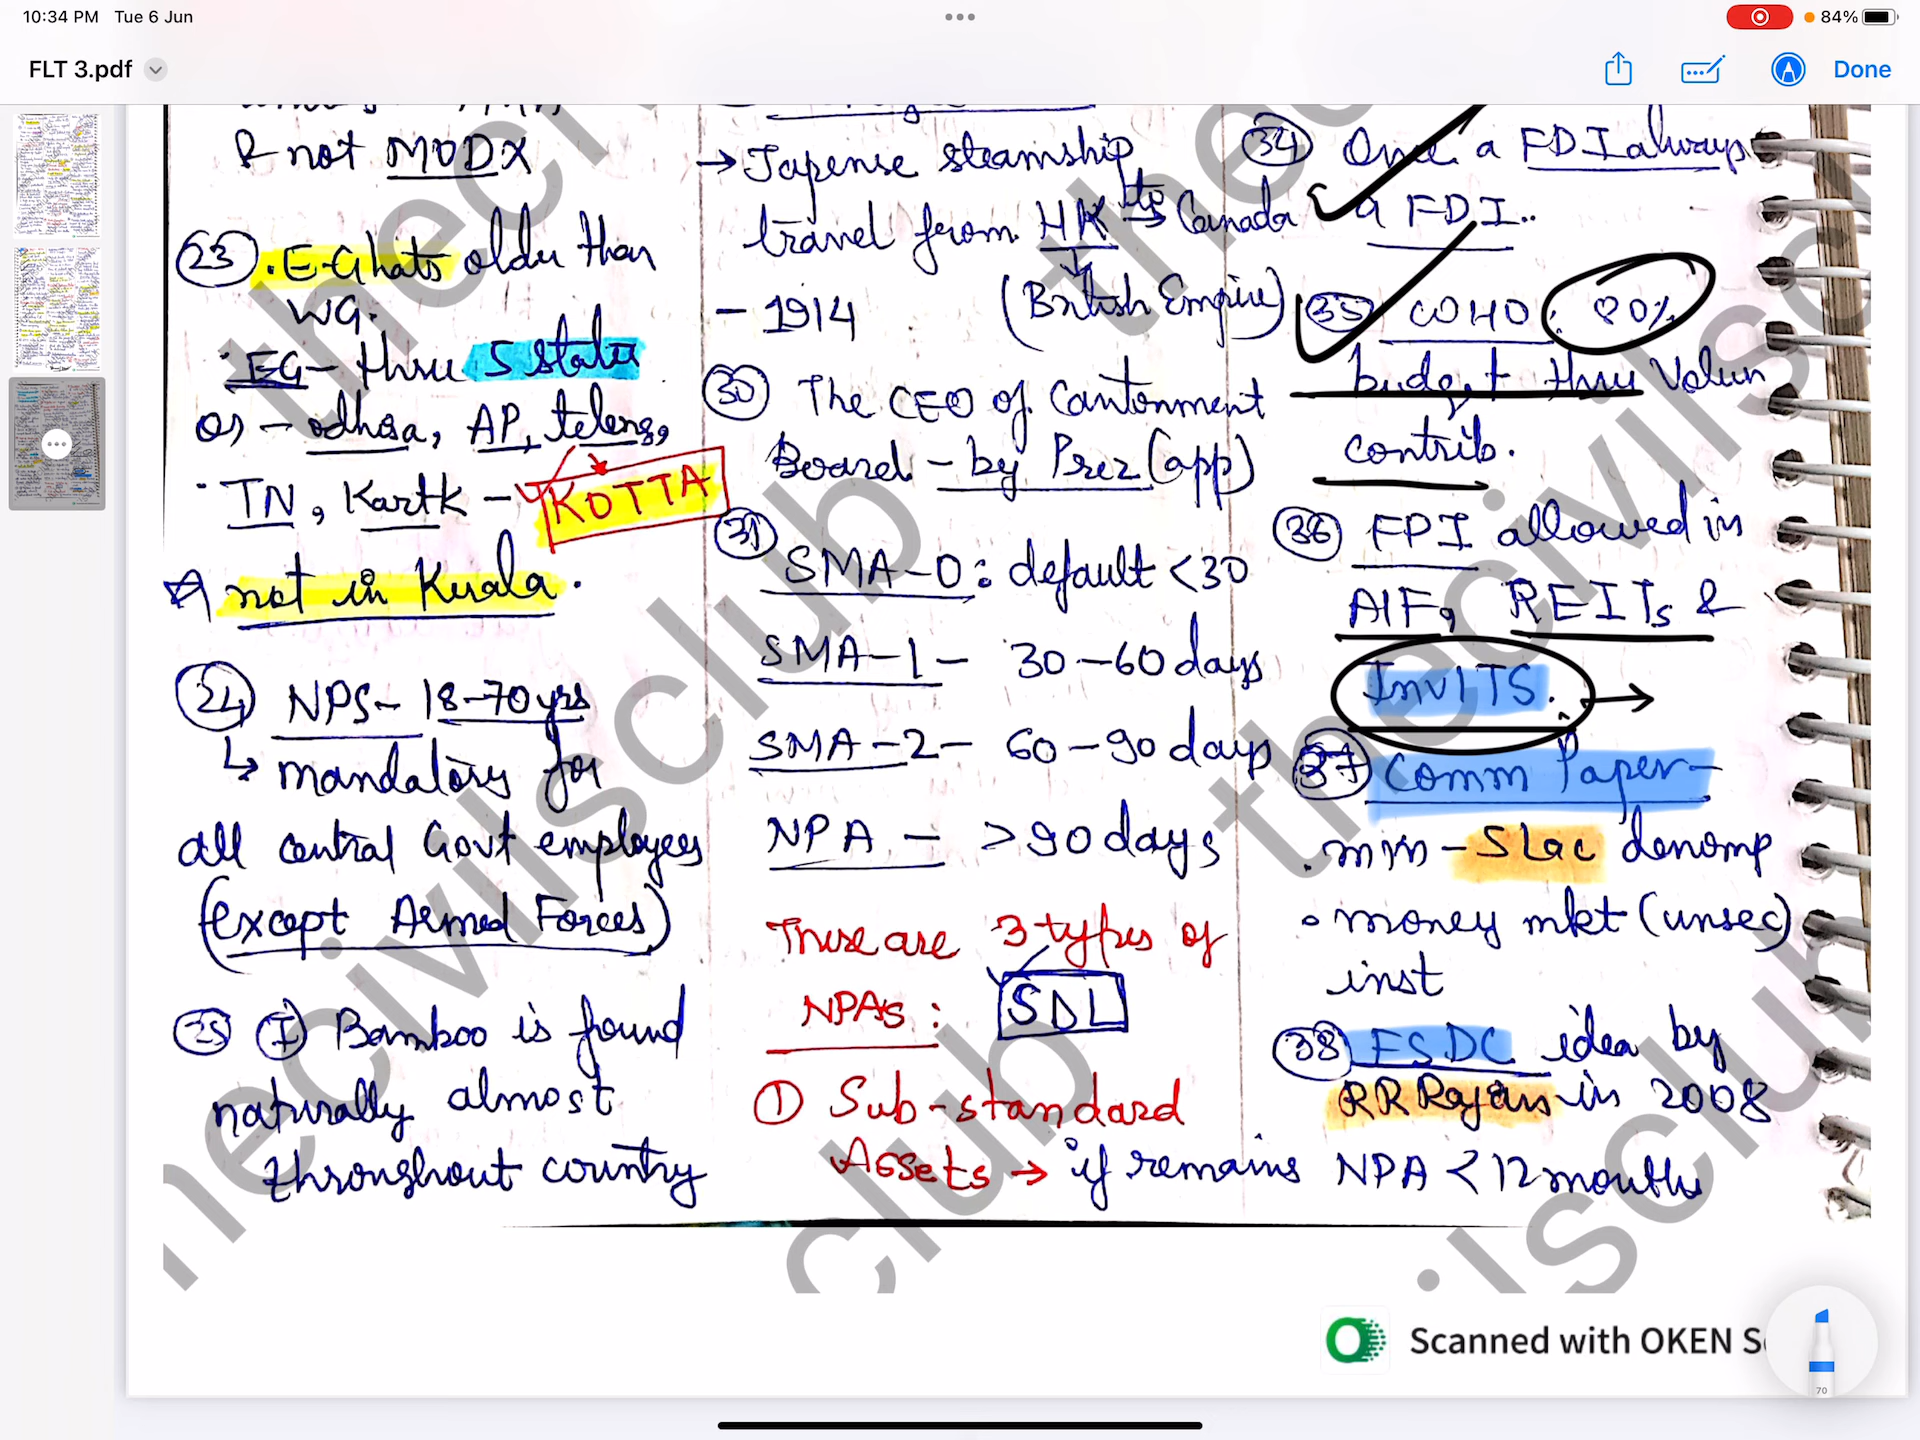 10:34 PM Tue 6 Jun
84%
FLT 3.pdf
Done
& not MODX
23 . E-Ghats older than
WG.
. EG - thru 5 states
as - odhisa, AP, teleng,
. TN, Kartk - KOTTA
not in Kerala.
24 NPS - 18-70 yrs
↳ mandatory for
all central Govt employees
(except Armed Forces)
25 I Bamboo is found
naturally almost
throughout country
→ Japense steamship
travel from HK to Canada
- 1914 (British Empire)
30 The CEO of Cantonment
Board - by Prez (app)
31 SMA-0: default <30
SMA-1 - 30-60 days
SMA-2- 60-90 days
NPA - >90 days
There are 3 types of
NPAs: SDL
① Sub-standard
Assets → if remains NPA < 12 months
34 Once a FDI always
a FDI..
35 COHO: 80%
budget thru Volun
contrib.
36 FPI allowed in
AIF, REITs &
InvITS.
37 Comm Paper-
. min - 5 lac denomp
• money mkt (unsec)
inst
38 FSDC idea by
RR Rajan in 2008
thecivilsclub
Scanned with OKEN S
70